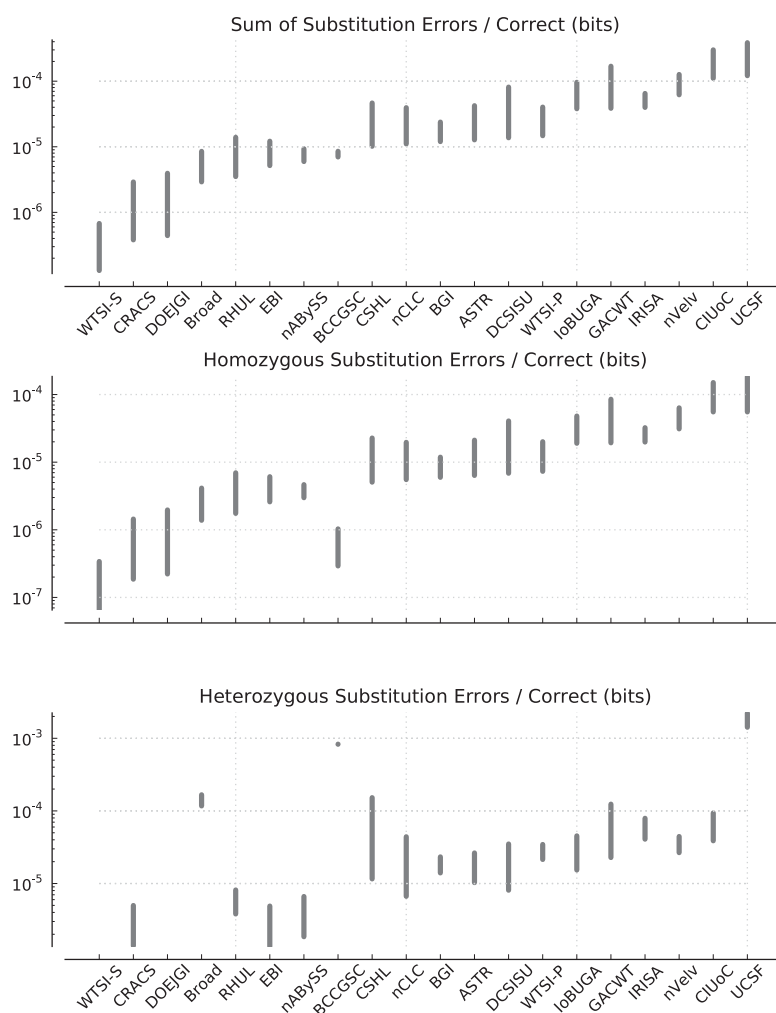 Sum of Substitution Errors / Correct (bits)
10-4
10-5
10-6
WTSI-S CRACS DOEJGI Broad RHUL EBI nABySS BCCGSC CSHL nCLC BGI ASTR DCSISU WTSI-P IoBUGA GACWT IRISA nVelv CIUoC UCSF
Homozygous Substitution Errors / Correct (bits)
10-4
10-5
10-6
10-7
Heterozygous Substitution Errors / Correct (bits)
10-3
10-4
10-5
WTSI-S CRACS DOEJGI Broad RHUL EBI nABySS BCCGSC CSHL nCLC BGI ASTR DCSISU WTSI-P IoBUGA GACWT IRISA nVelv CIUoC UCSF